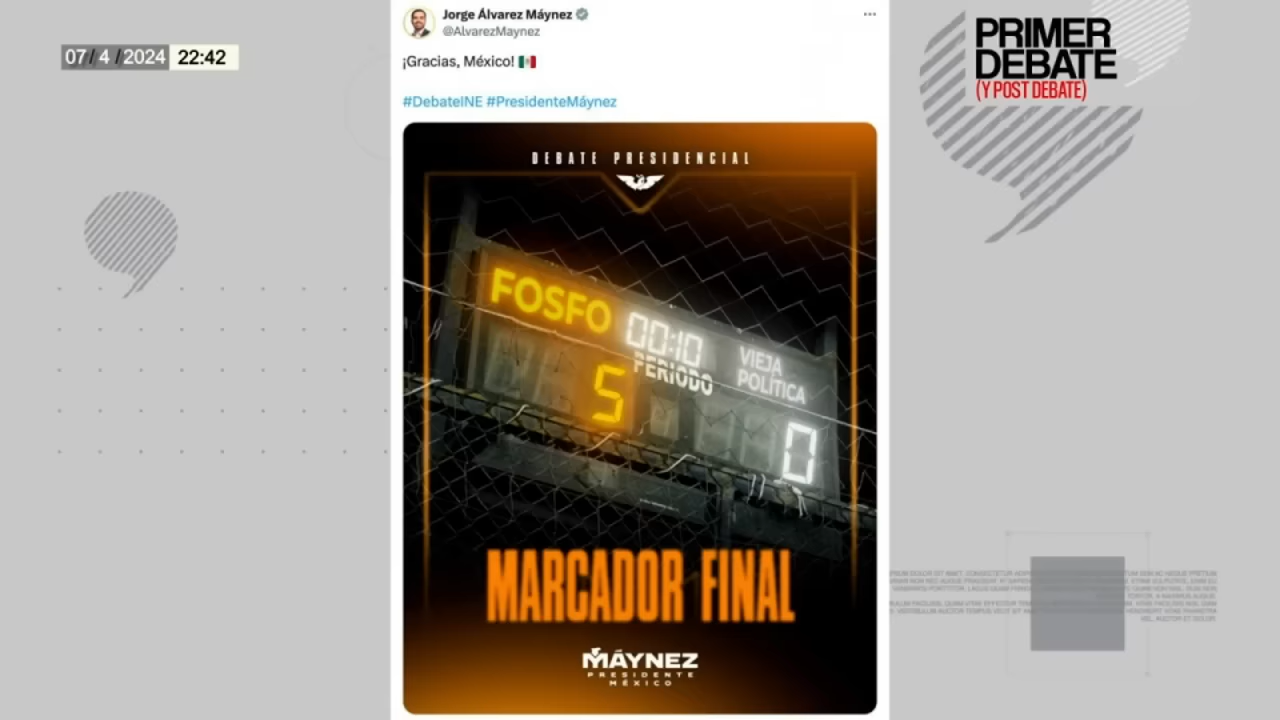 07/4/2024 22:42
Jorge Álvarez Máynez
@AlvarezMaynez
¡Gracias, México!
#DebateINE #PresidenteMáynez
DEBATE PRESIDENCIAL
FOSFO
00:10
PERIODO
VIEJA
POLÍTICA
5
0
MARCADOR FINAL
MÁYNEZ
PRESIDENTE
MÉXICO
PRIMER
DEBATE
(Y POST DEBATE)